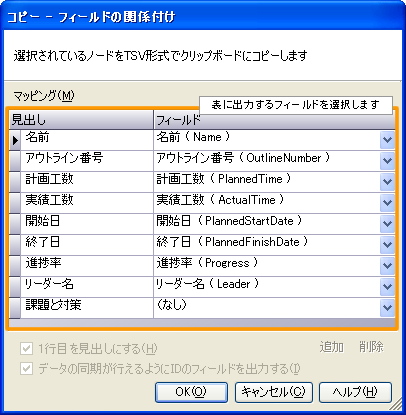 コピー - フィールドの関係付け
選択されているノードをTSV形式でクリップボードにコピーします
マッピング(M)
表に出力するフィールドを選択します
見出し フィールド
名前 名前 ( Name )
アウトライン番号 アウトライン番号 ( OutlineNumber )
計画工数 計画工数 ( PlannedTime )
実績工数 実績工数 ( ActualTime )
開始日 開始日 ( PlannedStartDate )
終了日 終了日 ( PlannedFinishDate )
進捗率 進捗率 ( Progress )
リーダー名 リーダー名 ( Leader )
課題と対策 (なし)
1行目を見出しにする(H) 追加 削除
データの同期が行えるようにIDのフィールドを出力する(I)
OK(O) キャンセル(C) ヘルプ(H)